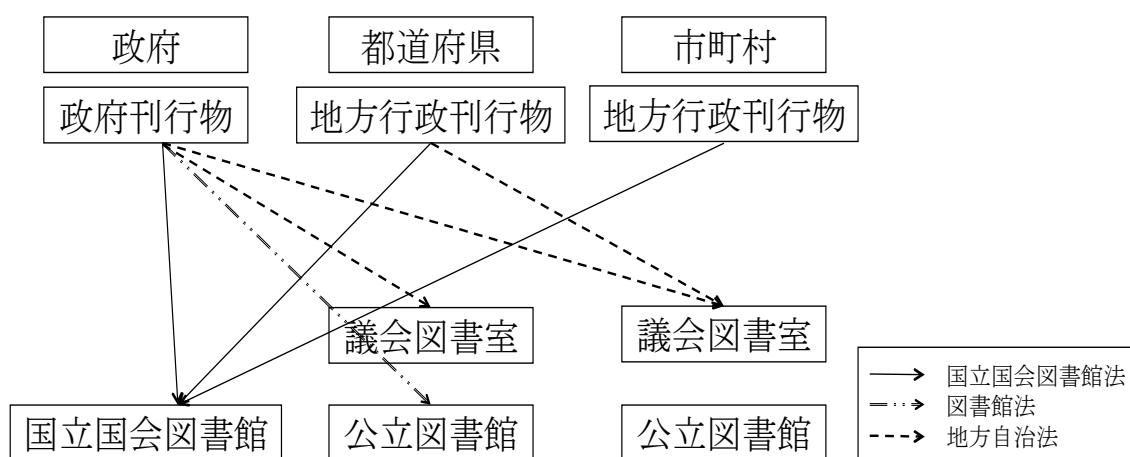 政府
都道府県
市町村
政府刊行物
地方行政刊行物
地方行政刊行物
議会図書室
議会図書室
国立国会図書館
公立図書館
公立図書館
国立国会図書館法
図書館法
地方自治法